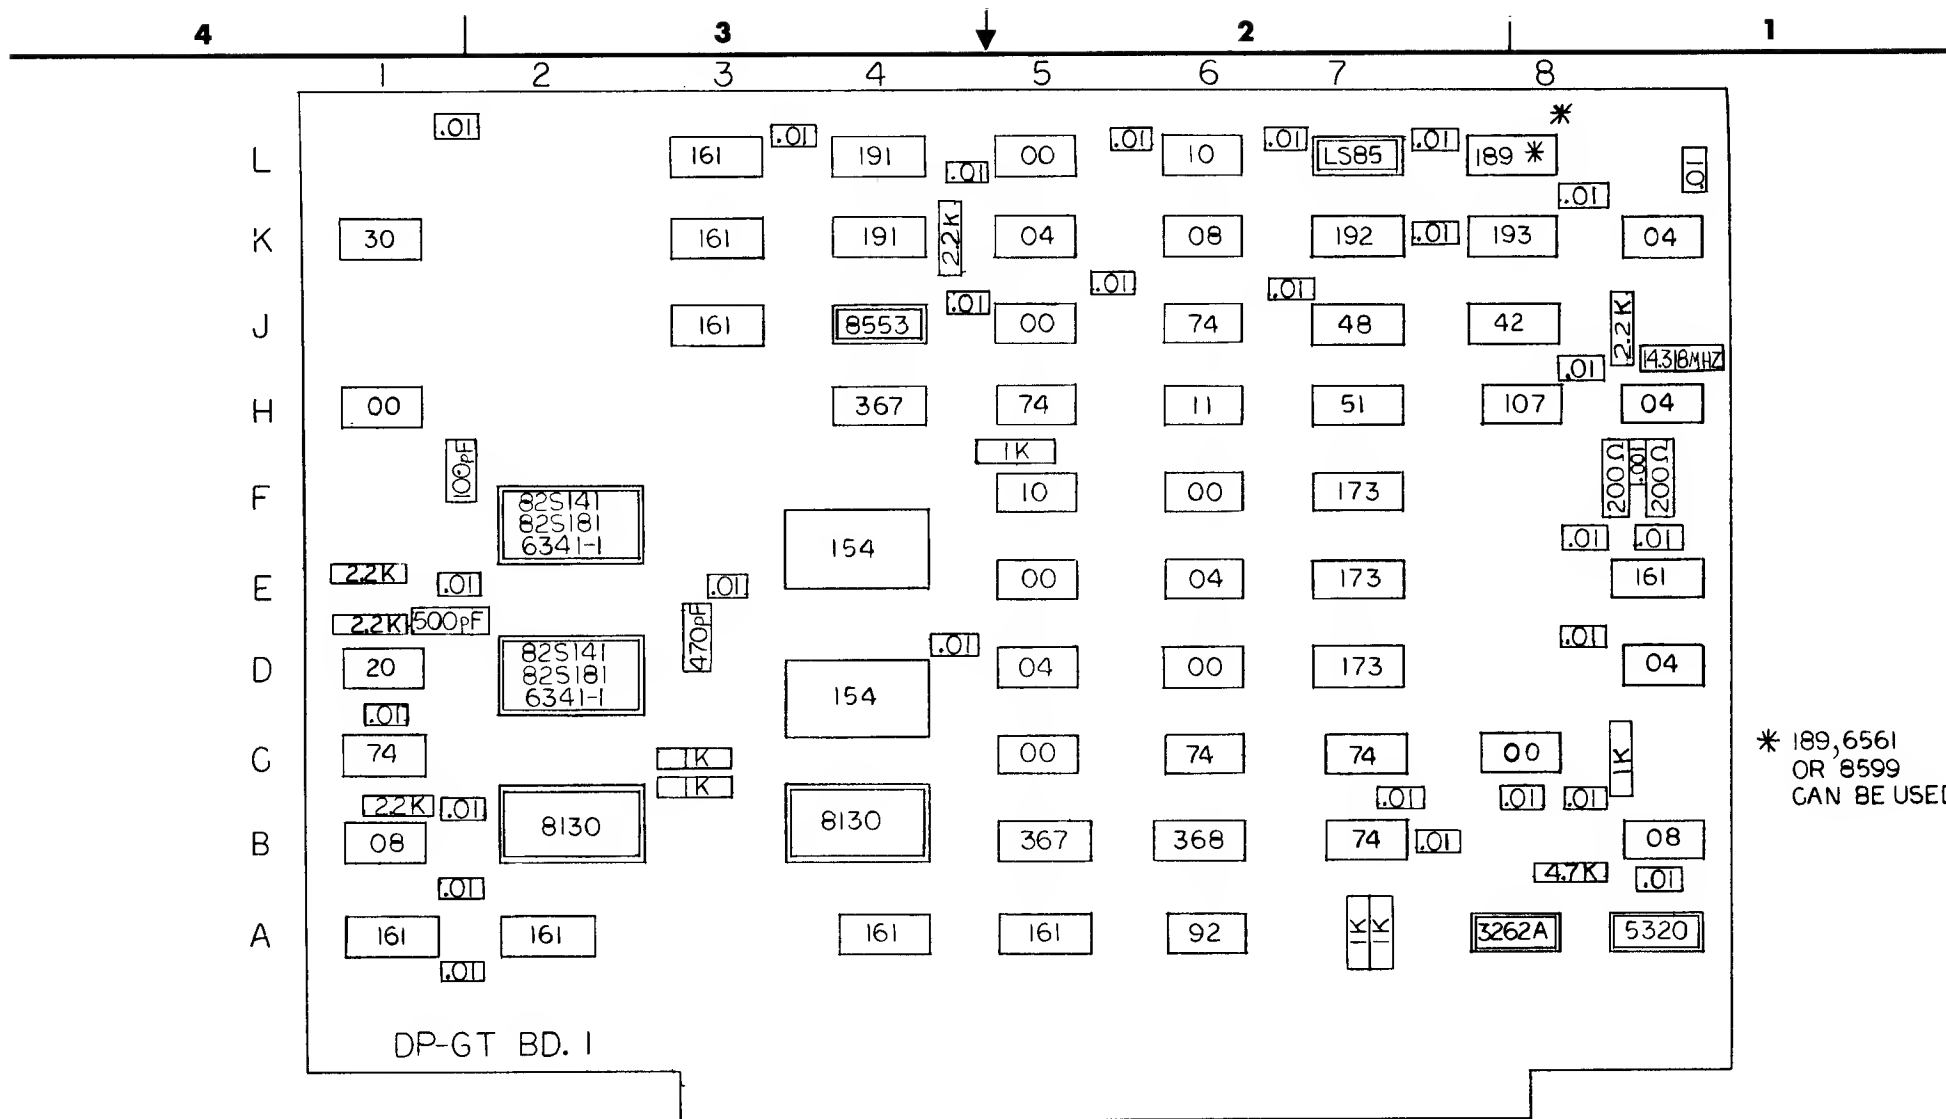 4 3 2 1
1 2 3 4 5 6 7 8
*
.01 .01 .01 .01 .01
L 161 191 .01 00 10 LS85 189 * .01
.01
K 30 161 191 2.2K 04 08 192 .01 193 04
.01 .01 .01
J 161 8553 00 74 48 42 2.2K
.01 14.318MHZ
H 00 367 74 11 51 107 04
100pF 1K 200Ω .001 200Ω
F 82S141 10 00 173
82S181
6341-1 154 .01 .01
2.2K .01 .01
E 00 04 173 161
2.2K 500pF 470pF .01 .01
D 20 82S141 04 00 173 04
82S181
6341-1 154
.01
C 74 1K 00 74 74 00 1K
1K
2.2K .01 .01 .01 .01
B 08 8130 8130 367 368 74 .01 08
.01 4.7K .01
A 161 161 161 161 92 1K 1K 3262A 5320
.01
* 189,6561
OR 8599
CAN BE USED
DP-GT BD. 1